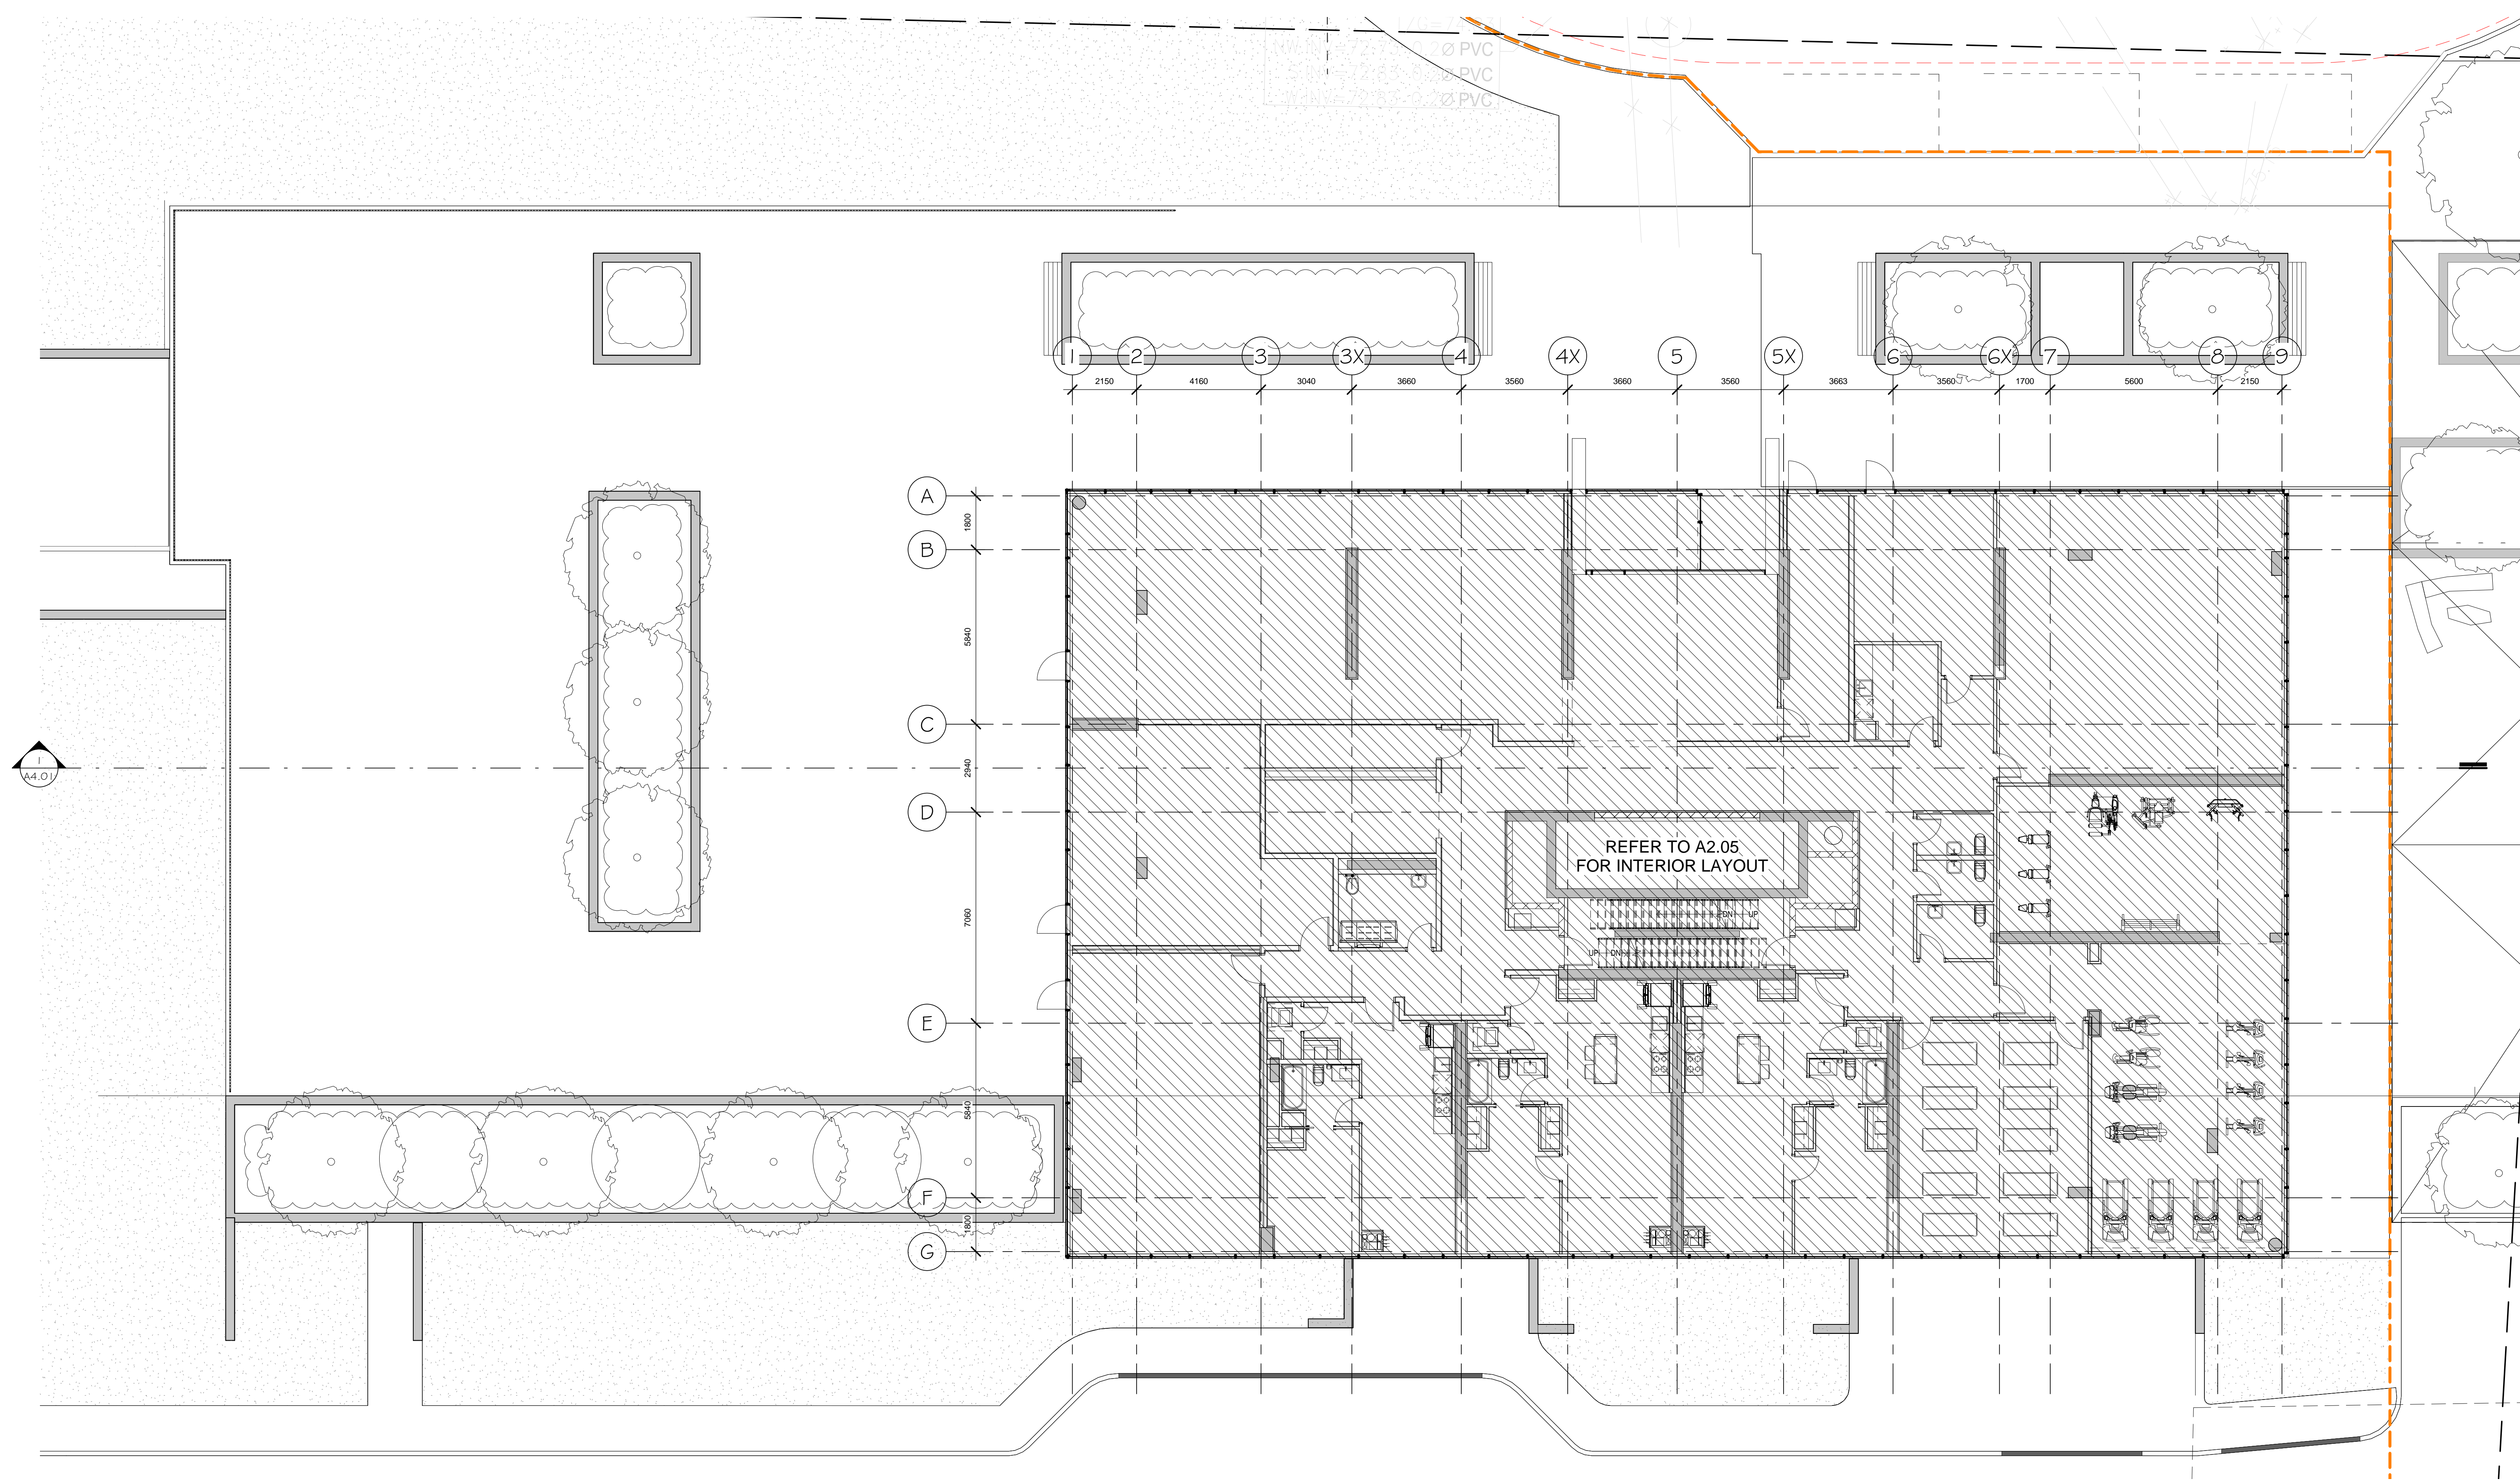 Ø PVC
Ø PVC
Ø PVC
1 2 3 3X 4 4X 5 5X 6 6X 7 8 9
2150 4160 3040 3660 3560 3660 3560 3663 3560 1700 5600 2150
A
1800
B
5840
C
2940
1
A4.01
D
REFER TO A2.05
FOR INTERIOR LAYOUT
7060
DN UP
UP DN
E
5840
F
1800
G